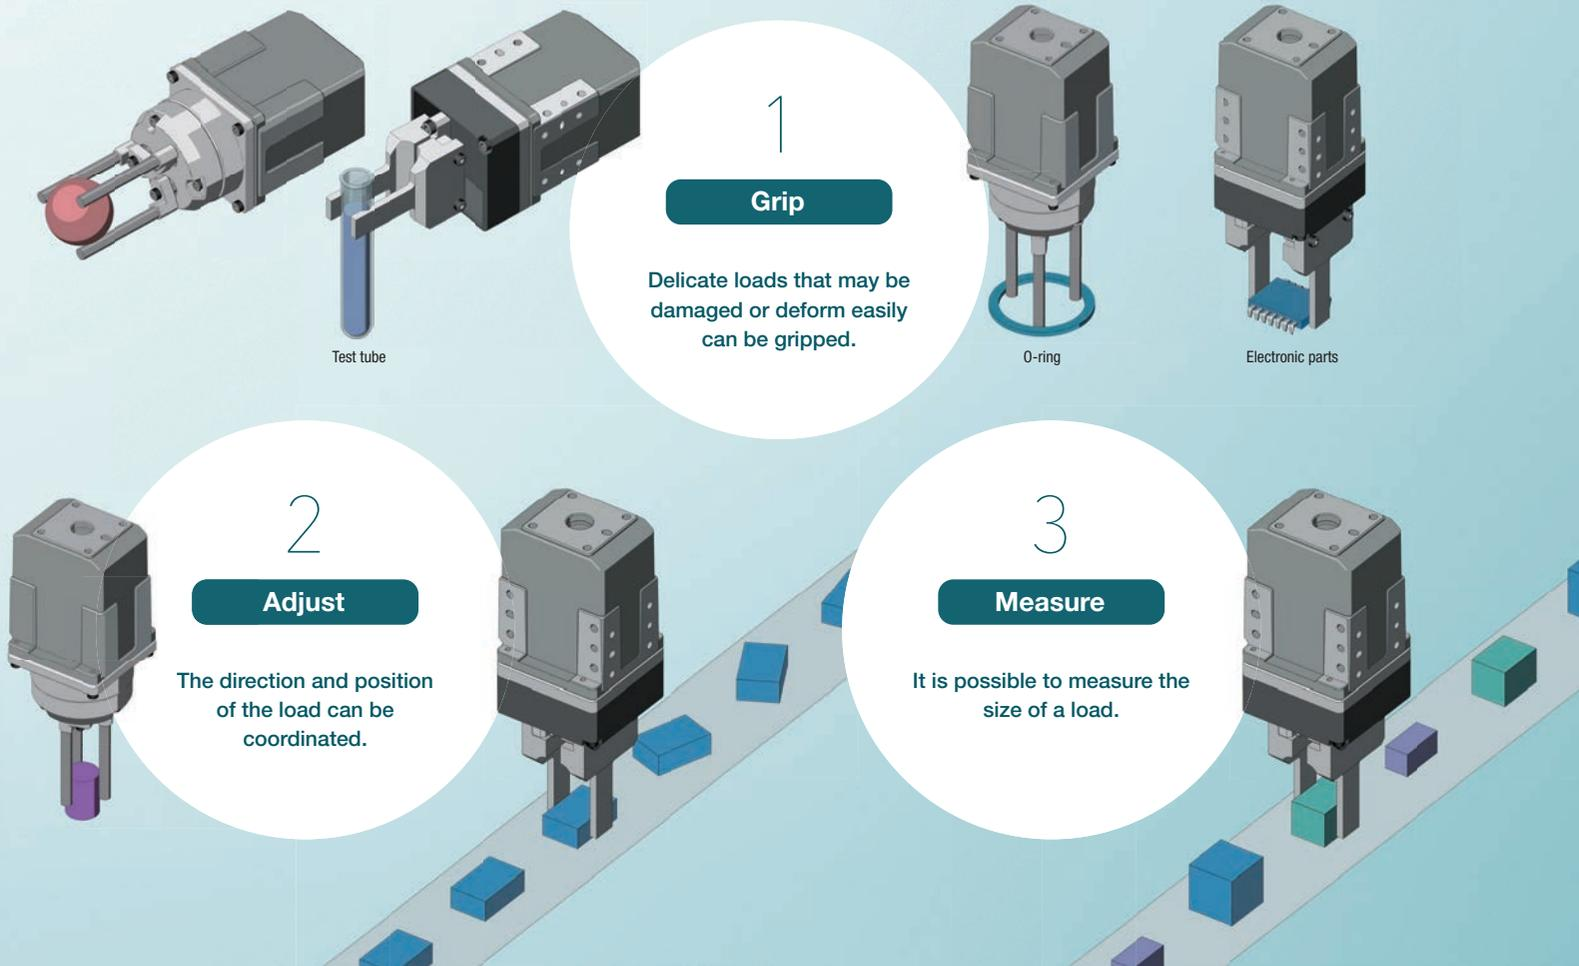 1
Grip
Delicate loads that may be
damaged or deform easily
can be gripped.
Test tube
O-ring
Electronic parts
2
Adjust
The direction and position
of the load can be
coordinated.
3
Measure
It is possible to measure the
size of a load.